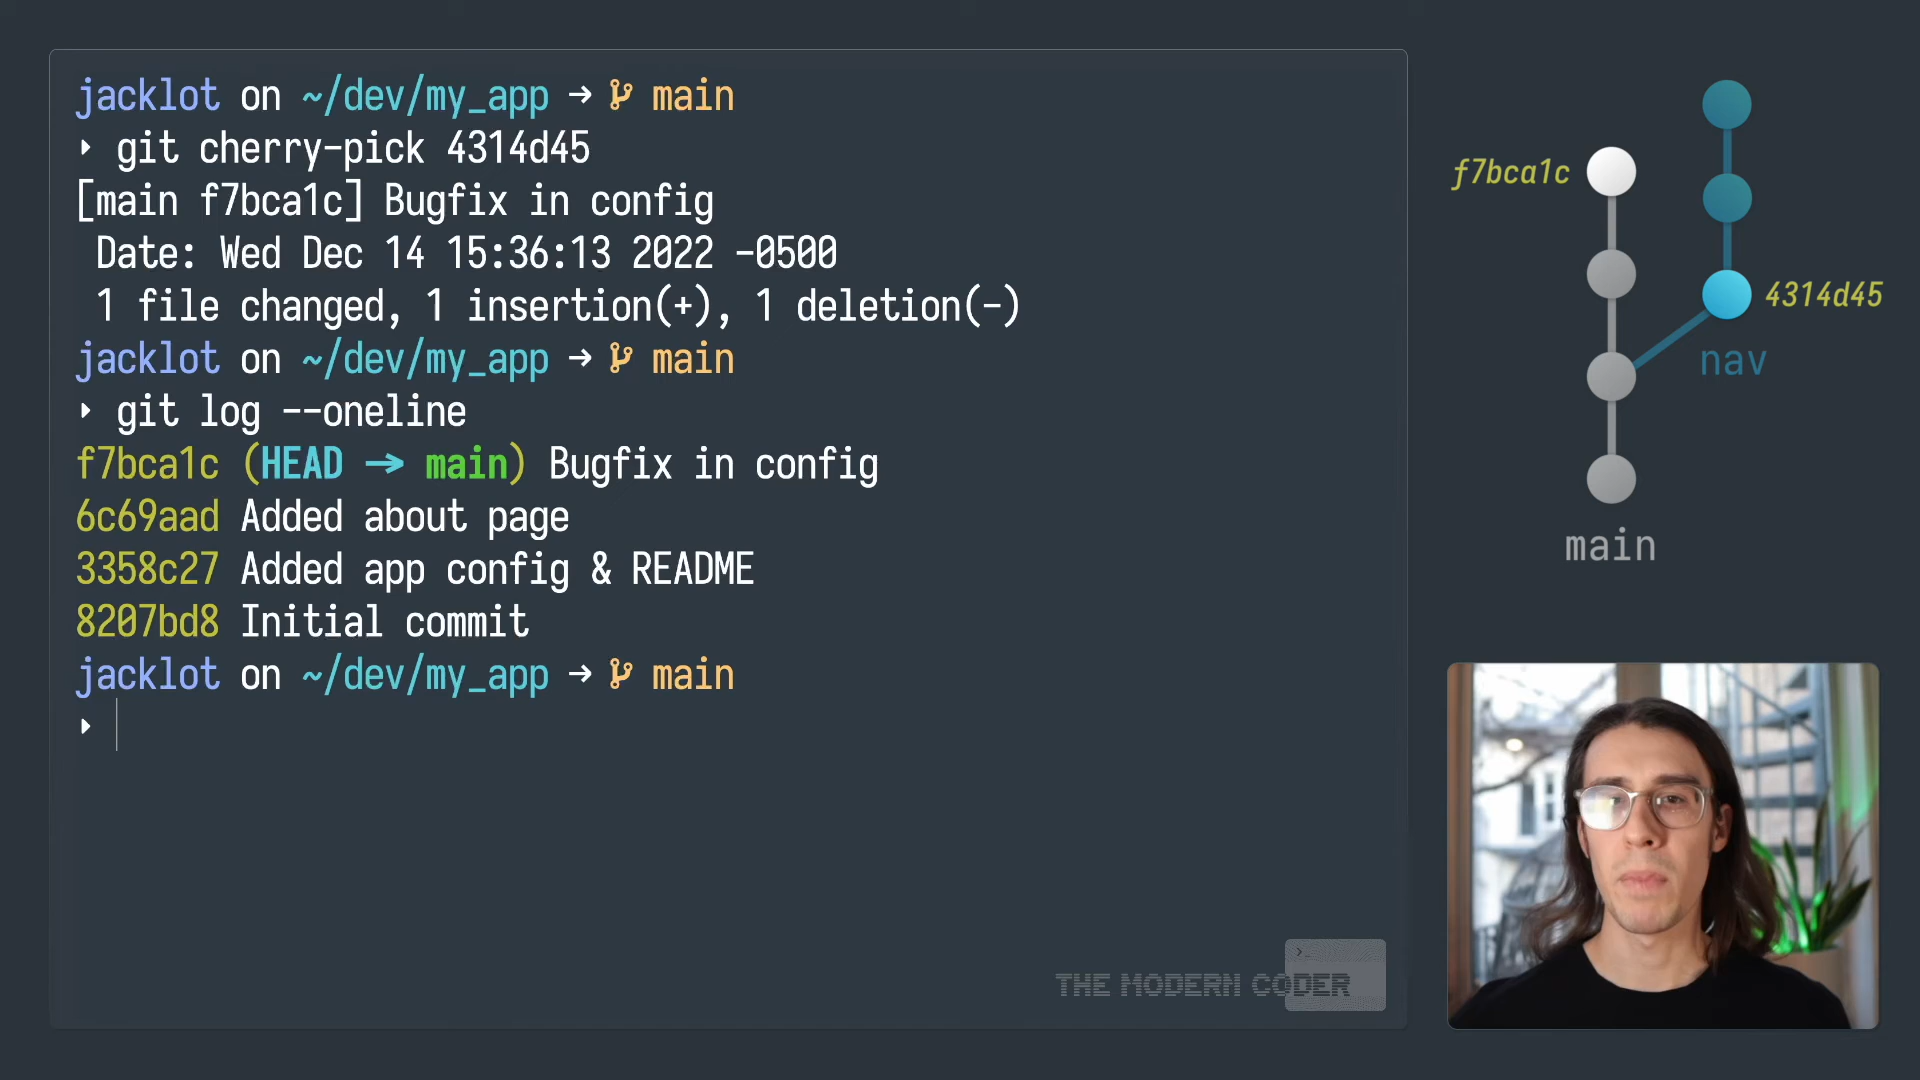 jacklot on ~/dev/my_app → main
‣ git cherry-pick 4314d45
[main f7bca1c] Bugfix in config
Date: Wed Dec 14 15:36:13 2022 -0500
1 file changed, 1 insertion(+), 1 deletion(-)
jacklot on ~/dev/my_app → main
‣ git log --oneline
f7bca1c (HEAD -> main) Bugfix in config
6c69aad Added about page
3358c27 Added app config & README
8207bd8 Initial commit
jacklot on ~/dev/my_app → main
‣
f7bca1c
4314d45
nav
main
>_
THE MODERN CODER